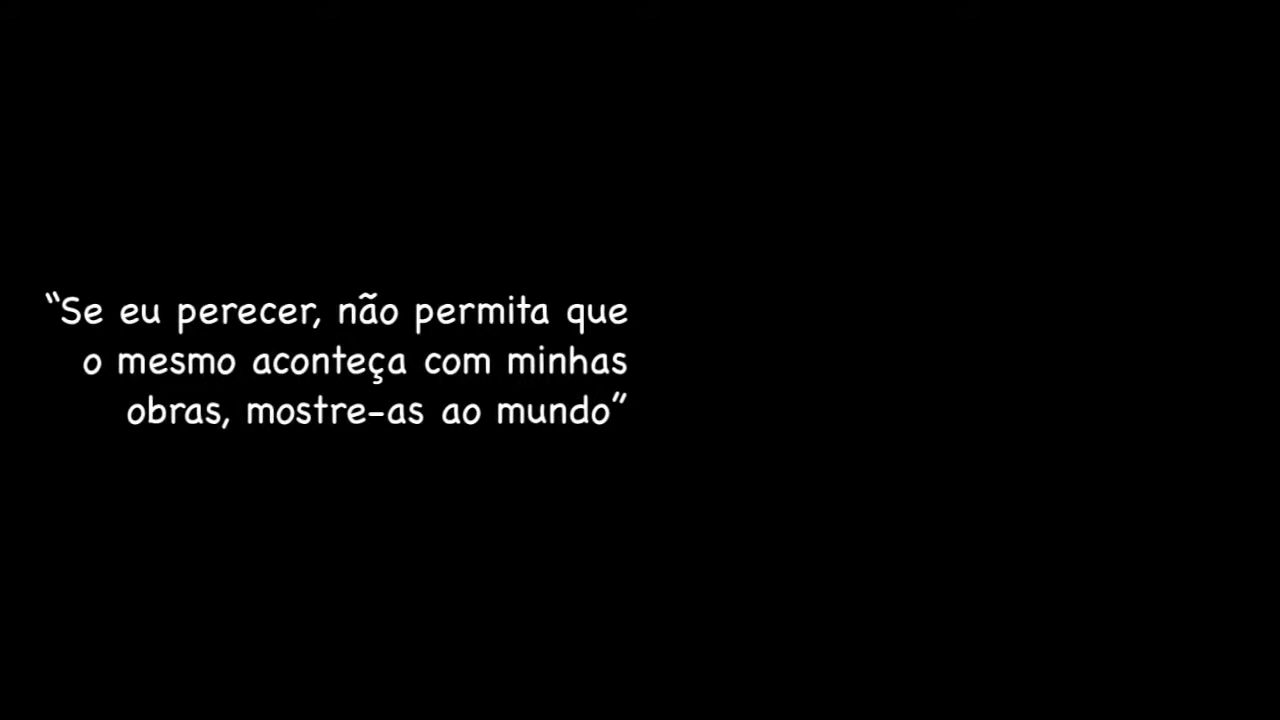 “Se eu perecer, não permita que
o mesmo aconteça com minhas
obras, mostre-as ao mundo”